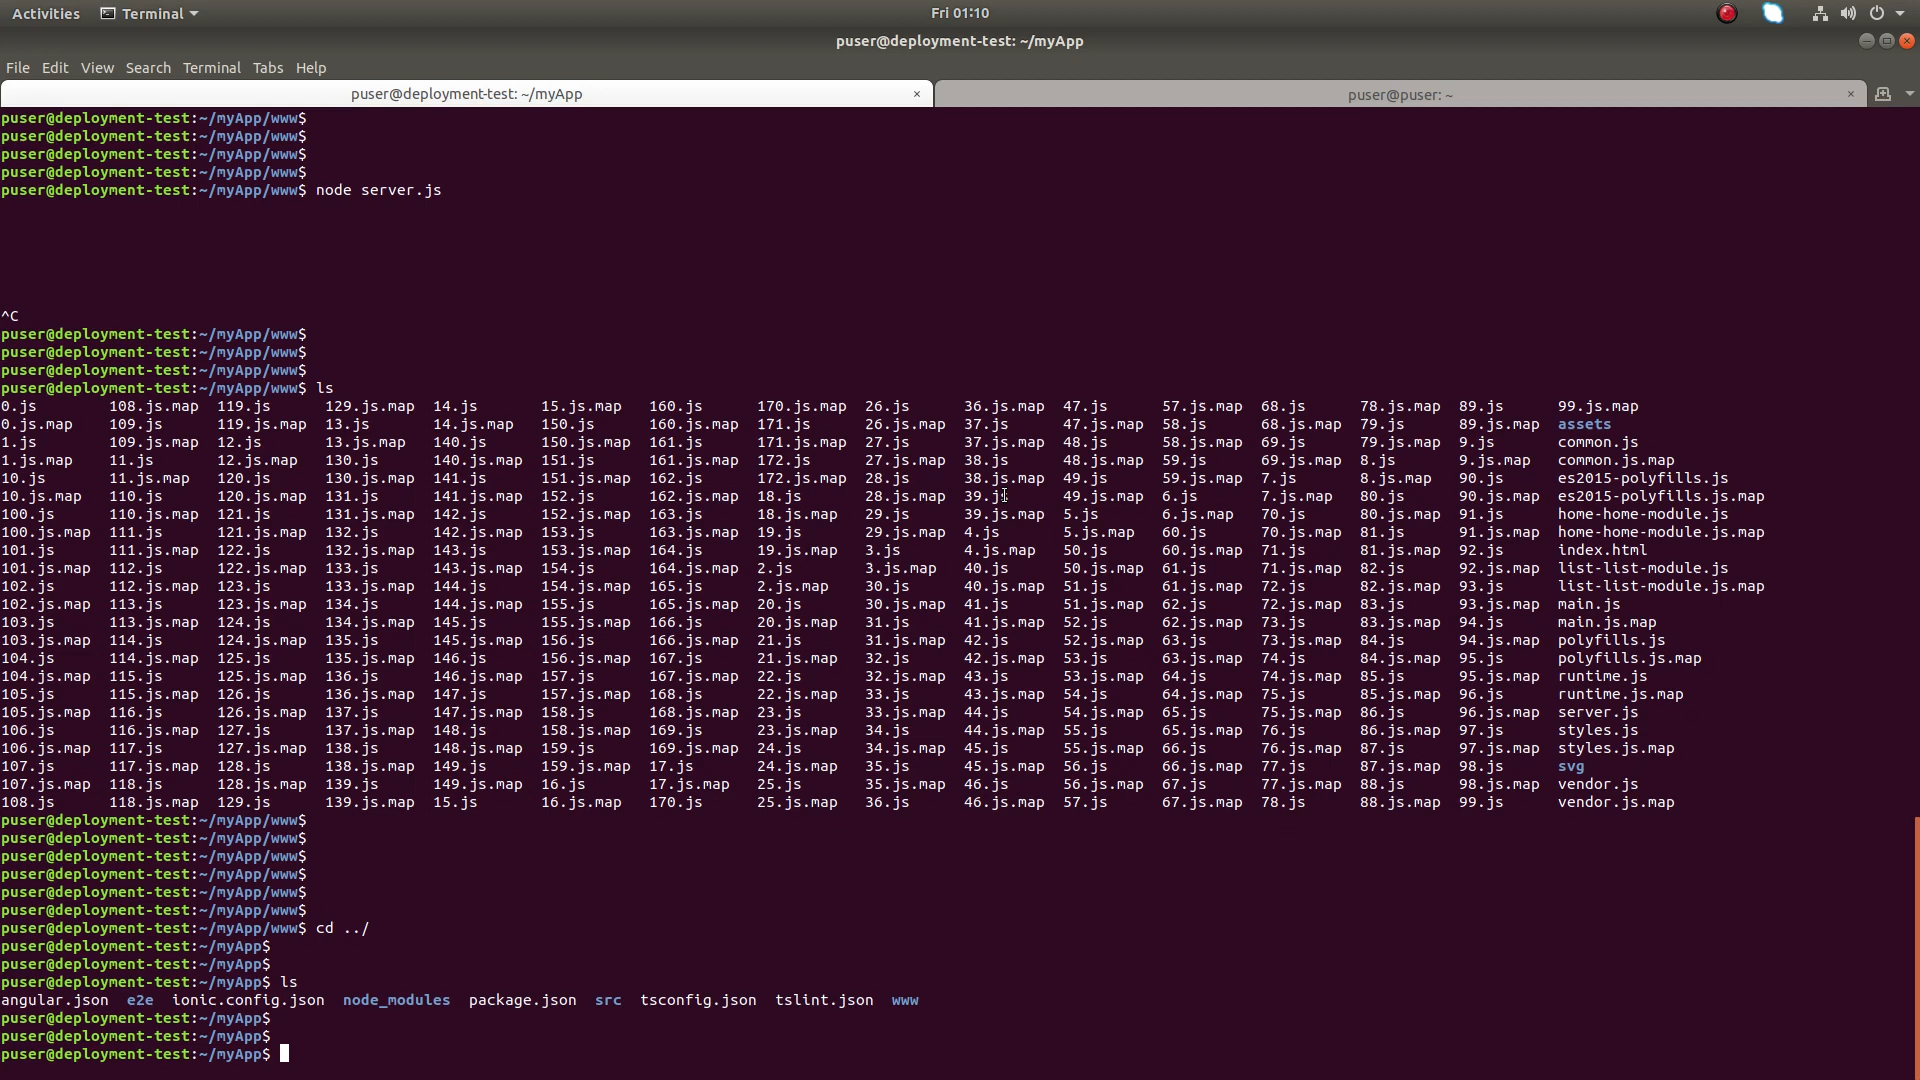 Activities Terminal Fri 01:10
puser@deployment-test: ~/myApp
File Edit View Search Terminal Tabs Help
puser@deployment-test: ~/myApp × puser@puser: ~ ×
puser@deployment-test:~/myApp/www$
puser@deployment-test:~/myApp/www$
puser@deployment-test:~/myApp/www$
puser@deployment-test:~/myApp/www$
puser@deployment-test:~/myApp/www$ node server.js
^C
puser@deployment-test:~/myApp/www$
puser@deployment-test:~/myApp/www$
puser@deployment-test:~/myApp/www$
puser@deployment-test:~/myApp/www$ ls
0.js 108.js.map 119.js 129.js.map 14.js 15.js.map 160.js 170.js.map 26.js 36.js.map 47.js 57.js.map 68.js 78.js.map 89.js 99.js.map
0.js.map 109.js 119.js.map 13.js 14.js.map 150.js 160.js.map 171.js 26.js.map 37.js 47.js.map 58.js 68.js.map 79.js 89.js.map assets
1.js 109.js.map 12.js 13.js.map 140.js 150.js.map 161.js 171.js.map 27.js 37.js.map 48.js 58.js.map 69.js 79.js.map 9.js common.js
1.js.map 11.js 12.js.map 130.js 140.js.map 151.js 161.js.map 172.js 27.js.map 38.js 48.js.map 59.js 69.js.map 8.js 9.js.map common.js.map
10.js 11.js.map 120.js 130.js.map 141.js 151.js.map 162.js 172.js.map 28.js 38.js.map 49.js 59.js.map 7.js 8.js.map 90.js es2015-polyfills.js
10.js.map 110.js 120.js.map 131.js 141.js.map 152.js 162.js.map 18.js 28.js.map 39.js 49.js.map 6.js 7.js.map 80.js 90.js.map es2015-polyfills.js.map
100.js 110.js.map 121.js 131.js.map 142.js 152.js.map 163.js 18.js.map 29.js 39.js.map 5.js 6.js.map 70.js 80.js.map 91.js home-home-module.js
100.js.map 111.js 121.js.map 132.js 142.js.map 153.js 163.js.map 19.js 29.js.map 4.js 5.js.map 60.js 70.js.map 81.js 91.js.map home-home-module.js.map
101.js 111.js.map 122.js 132.js.map 143.js 153.js.map 164.js 19.js.map 3.js 4.js.map 50.js 60.js.map 71.js 81.js.map 92.js index.html
101.js.map 112.js 122.js.map 133.js 143.js.map 154.js 164.js.map 2.js 3.js.map 40.js 50.js.map 61.js 71.js.map 82.js 92.js.map list-list-module.js
102.js 112.js.map 123.js 133.js.map 144.js 154.js.map 165.js 2.js.map 30.js 40.js.map 51.js 61.js.map 72.js 82.js.map 93.js list-list-module.js.map
102.js.map 113.js 123.js.map 134.js 144.js.map 155.js 165.js.map 20.js 30.js.map 41.js 51.js.map 62.js 72.js.map 83.js 93.js.map main.js
103.js 113.js.map 124.js 134.js.map 145.js 155.js.map 166.js 20.js.map 31.js 41.js.map 52.js 62.js.map 73.js 83.js.map 94.js main.js.map
103.js.map 114.js 124.js.map 135.js 145.js.map 156.js 166.js.map 21.js 31.js.map 42.js 52.js.map 63.js 73.js.map 84.js 94.js.map polyfills.js
104.js 114.js.map 125.js 135.js.map 146.js 156.js.map 167.js 21.js.map 32.js 42.js.map 53.js 63.js.map 74.js 84.js.map 95.js polyfills.js.map
104.js.map 115.js 125.js.map 136.js 146.js.map 157.js 167.js.map 22.js 32.js.map 43.js 53.js.map 64.js 74.js.map 85.js 95.js.map runtime.js
105.js 115.js.map 126.js 136.js.map 147.js 157.js.map 168.js 22.js.map 33.js 43.js.map 54.js 64.js.map 75.js 85.js.map 96.js runtime.js.map
105.js.map 116.js 126.js.map 137.js 147.js.map 158.js 168.js.map 23.js 33.js.map 44.js 54.js.map 65.js 75.js.map 86.js 96.js.map server.js
106.js 116.js.map 127.js 137.js.map 148.js 158.js.map 169.js 23.js.map 34.js 44.js.map 55.js 65.js.map 76.js 86.js.map 97.js styles.js
106.js.map 117.js 127.js.map 138.js 148.js.map 159.js 169.js.map 24.js 34.js.map 45.js 55.js.map 66.js 76.js.map 87.js 97.js.map styles.js.map
107.js 117.js.map 128.js 138.js.map 149.js 159.js.map 17.js 24.js.map 35.js 45.js.map 56.js 66.js.map 77.js 87.js.map 98.js svg
107.js.map 118.js 128.js.map 139.js 149.js.map 16.js 17.js.map 25.js 35.js.map 46.js 56.js.map 67.js 77.js.map 88.js 98.js.map vendor.js
108.js 118.js.map 129.js 139.js.map 15.js 16.js.map 170.js 25.js.map 36.js 46.js.map 57.js 67.js.map 78.js 88.js.map 99.js vendor.js.map
puser@deployment-test:~/myApp/www$
puser@deployment-test:~/myApp/www$
puser@deployment-test:~/myApp/www$
puser@deployment-test:~/myApp/www$
puser@deployment-test:~/myApp/www$
puser@deployment-test:~/myApp/www$
puser@deployment-test:~/myApp/www$ cd ../
puser@deployment-test:~/myApp$
puser@deployment-test:~/myApp$
puser@deployment-test:~/myApp$ ls
angular.json e2e ionic.config.json node_modules package.json src tsconfig.json tslint.json www
puser@deployment-test:~/myApp$
puser@deployment-test:~/myApp$
puser@deployment-test:~/myApp$